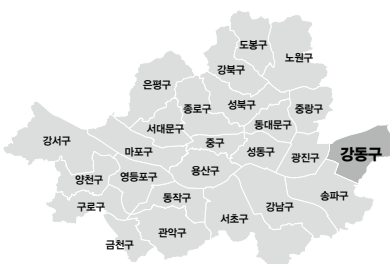 도봉구
노원구
강북구
은평구
성북구
종로구
중랑구
동대문구
서대문구
강서구
중구
마포구
성동구
광진구
강동구
용산구
영등포구
양천구
송파구
동작구
구로구
강남구
서초구
관악구
금천구